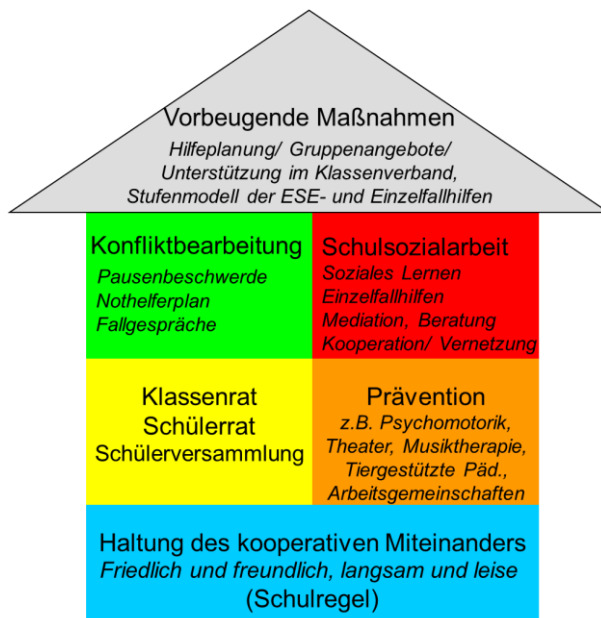 Vorbeugende Maßnahmen
Hilfeplanung/ Gruppenangebote/
Unterstützung im Klassenverband,
Stufenmodell der ESE- und Einzelfallhilfen
Konfliktbearbeitung
Pausenbeschwerde
Nothelferplan
Fallgespräche
Schulsozialarbeit
Soziales Lernen
Einzelfallhilfen
Mediation, Beratung
Kooperation/ Vernetzung
Klassenrat
Schülerrat
Schülerversammlung
Prävention
z.B. Psychomotorik,
Theater, Musiktherapie,
Tiergestützte Päd.,
Arbeitsgemeinschaften
Haltung des kooperativen Miteinanders
Friedlich und freundlich, langsam und leise
(Schulregel)